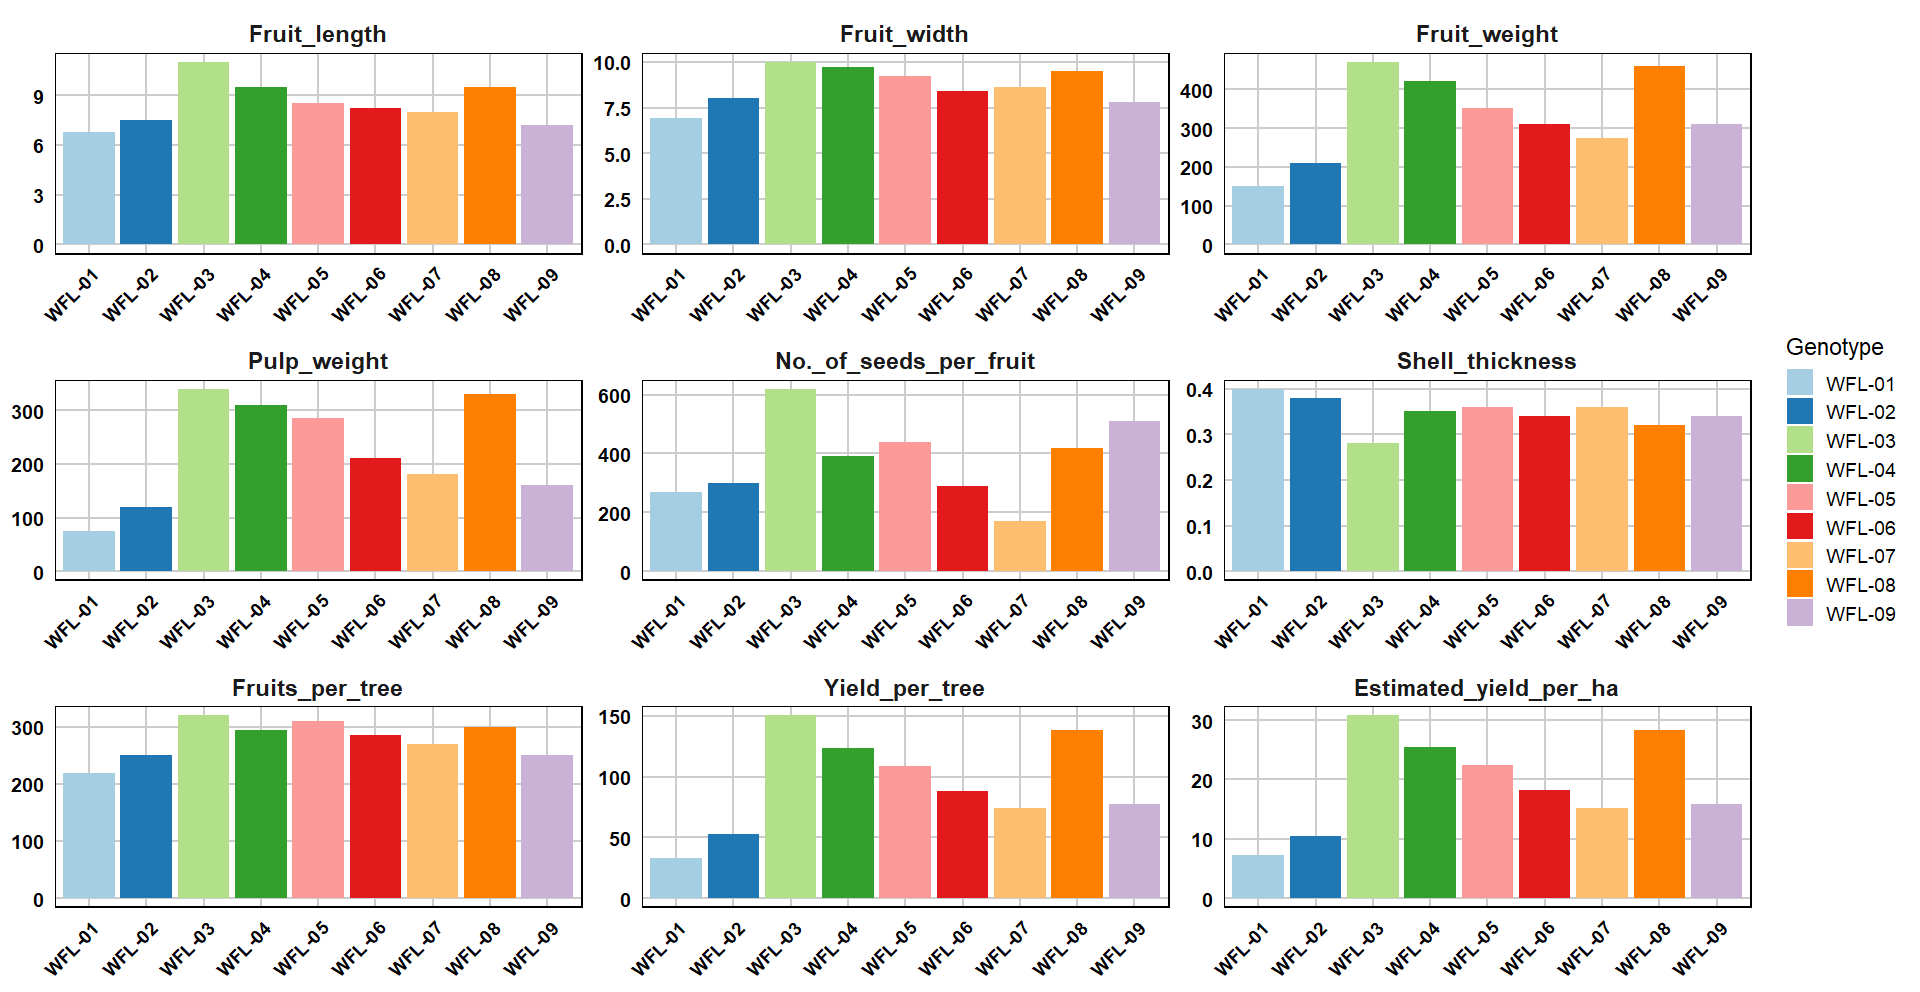 Fruit_length
9
6
3
0
WFL-01 WFL-02 WFL-03 WFL-04 WFL-05 WFL-06 WFL-07 WFL-08 WFL-09
Fruit_width
10.0
7.5
5.0
2.5
0.0
WFL-01 WFL-02 WFL-03 WFL-04 WFL-05 WFL-06 WFL-07 WFL-08 WFL-09
Fruit_weight
400
300
200
100
0
WFL-01 WFL-02 WFL-03 WFL-04 WFL-05 WFL-06 WFL-07 WFL-08 WFL-09
Pulp_weight
300
200
100
0
WFL-01 WFL-02 WFL-03 WFL-04 WFL-05 WFL-06 WFL-07 WFL-08 WFL-09
No._of_seeds_per_fruit
600
400
200
0
WFL-01 WFL-02 WFL-03 WFL-04 WFL-05 WFL-06 WFL-07 WFL-08 WFL-09
Shell_thickness
0.4
0.3
0.2
0.1
0.0
WFL-01 WFL-02 WFL-03 WFL-04 WFL-05 WFL-06 WFL-07 WFL-08 WFL-09
Fruits_per_tree
300
200
100
0
WFL-01 WFL-02 WFL-03 WFL-04 WFL-05 WFL-06 WFL-07 WFL-08 WFL-09
Yield_per_tree
150
100
50
0
WFL-01 WFL-02 WFL-03 WFL-04 WFL-05 WFL-06 WFL-07 WFL-08 WFL-09
Estimated_yield_per_ha
30
20
10
0
WFL-01 WFL-02 WFL-03 WFL-04 WFL-05 WFL-06 WFL-07 WFL-08 WFL-09
Genotype
WFL-01
WFL-02
WFL-03
WFL-04
WFL-05
WFL-06
WFL-07
WFL-08
WFL-09